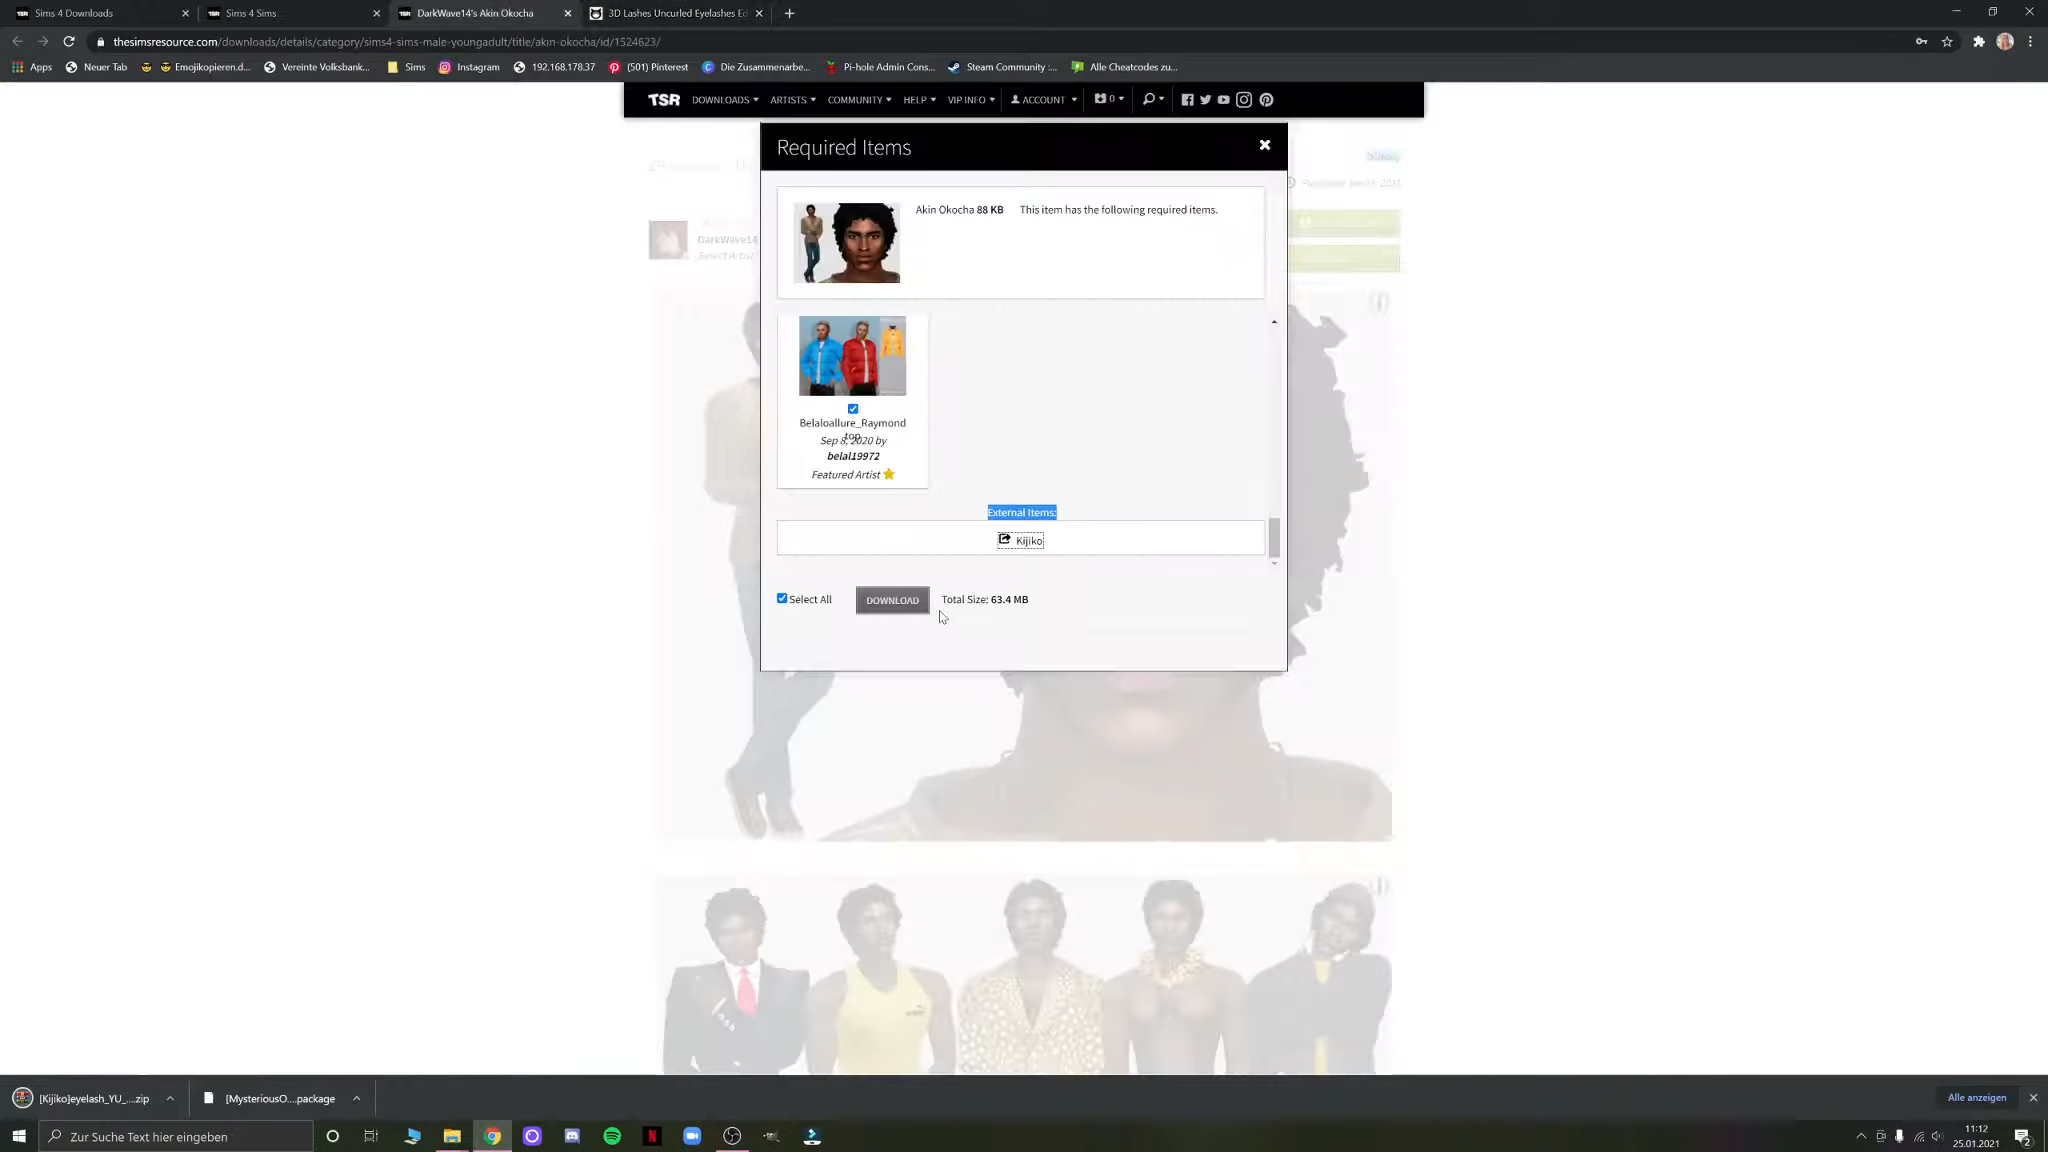 Sims 4 Downloads
Sims 4 Sims
DarkWave14's Akin Okocha
3D Lashes Uncurled Eyelashes Ed
thesimsresource.com/downloads/details/category/sims4-sims-male-youngadult/title/akin-okocha/id/1524623/
Apps
Neuer Tab
Emojikopieren.d...
Vereinte Volksbank...
Sims
Instagram
192.168.178.37
(501) Pinterest
Die Zusammenarbe...
Pi-hole Admin Cons...
Steam Community :...
Alle Cheatcodes zu...
TSR DOWNLOADS ARTISTS COMMUNITY HELP VIP INFO ACCOUNT 0
Required Items
Akin Okocha 88 KB This item has the following required items.
DarkWave14
Select Artist
Belaloallure_Raymond
top
Sep 8, 2020 by
belal19972
Featured Artist
External Items:
Kijiko
Select All DOWNLOAD Total Size: 63.4 MB
[Kijiko]eyelash_YU_....zip
[MysteriousO....package
Alle anzeigen
Zur Suche Text hier eingeben
11:12
25.01.2021
2